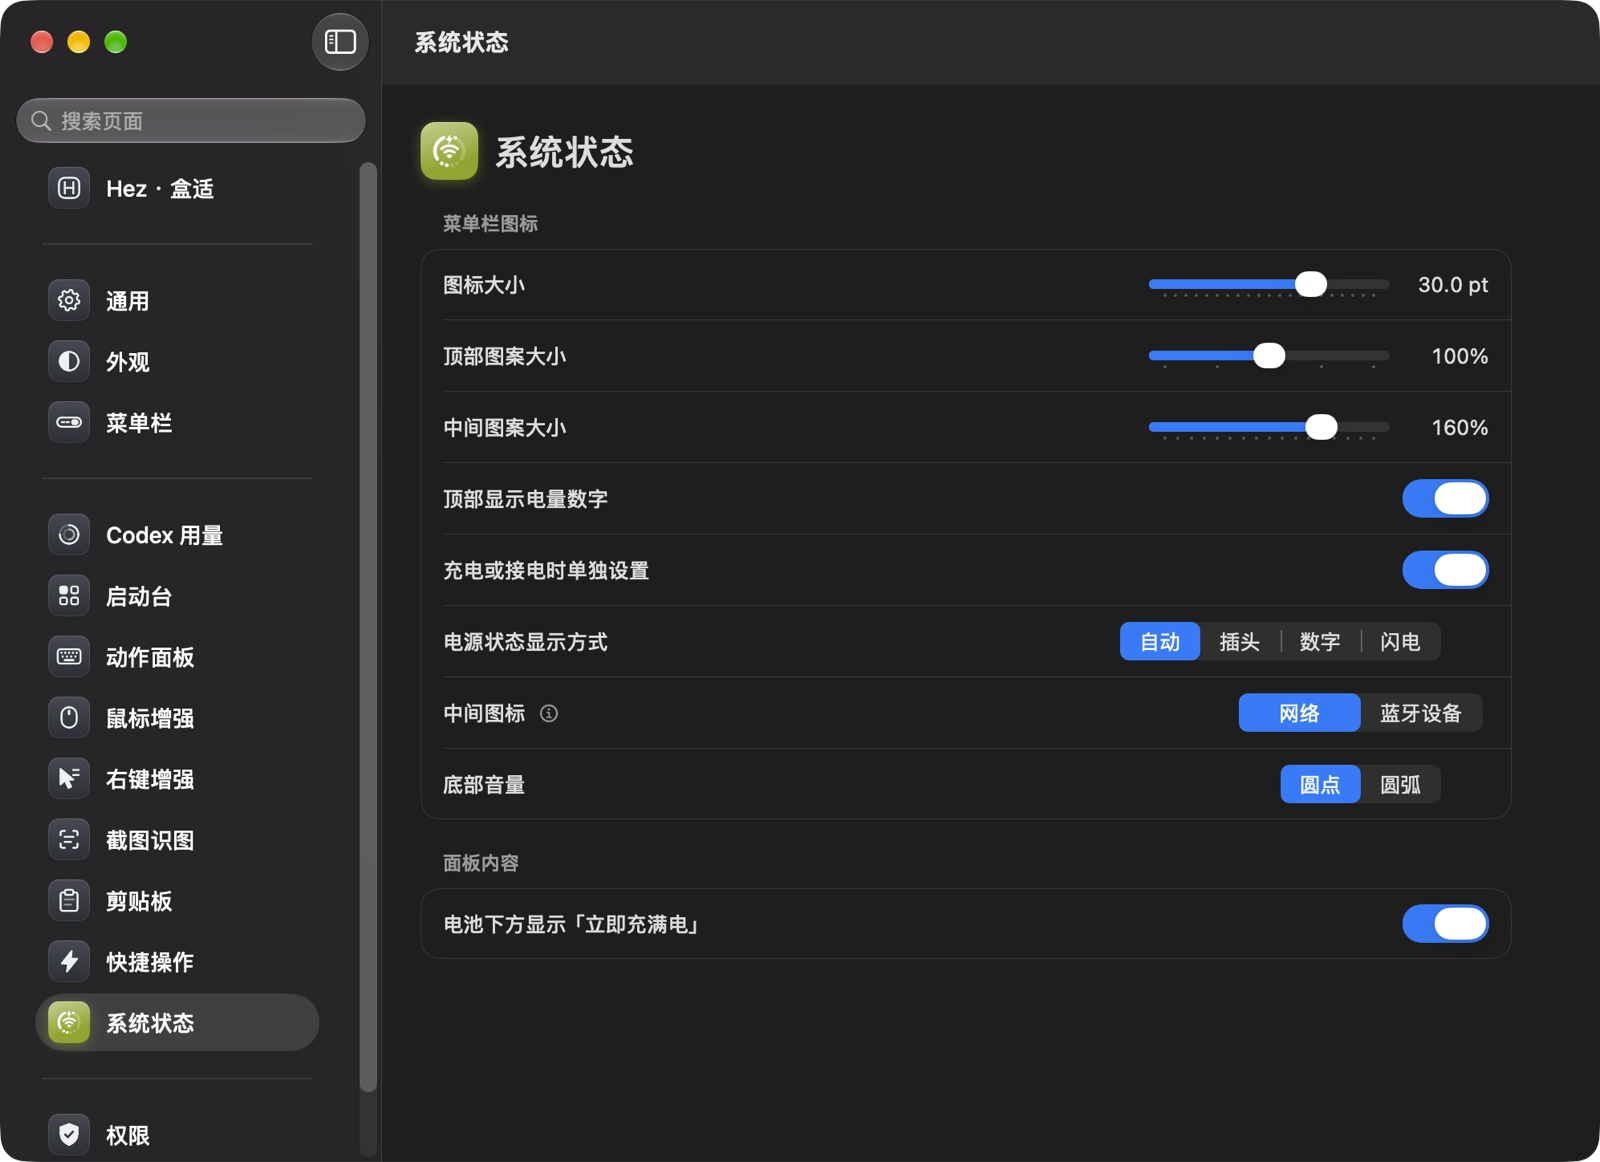 系统状态
搜索页面
Hez · 盒适
通用
外观
菜单栏
Codex 用量
启动台
动作面板
鼠标增强
右键增强
截图识图
剪贴板
快捷操作
系统状态
权限
系统状态
菜单栏图标
图标大小 30.0 pt
顶部图案大小 100%
中间图案大小 160%
顶部显示电量数字
充电或接电时单独设置
电源状态显示方式 自动 插头 数字 闪电
中间图标 网络 蓝牙设备
底部音量 圆点 圆弧
面板内容
电池下方显示「立即充满电」